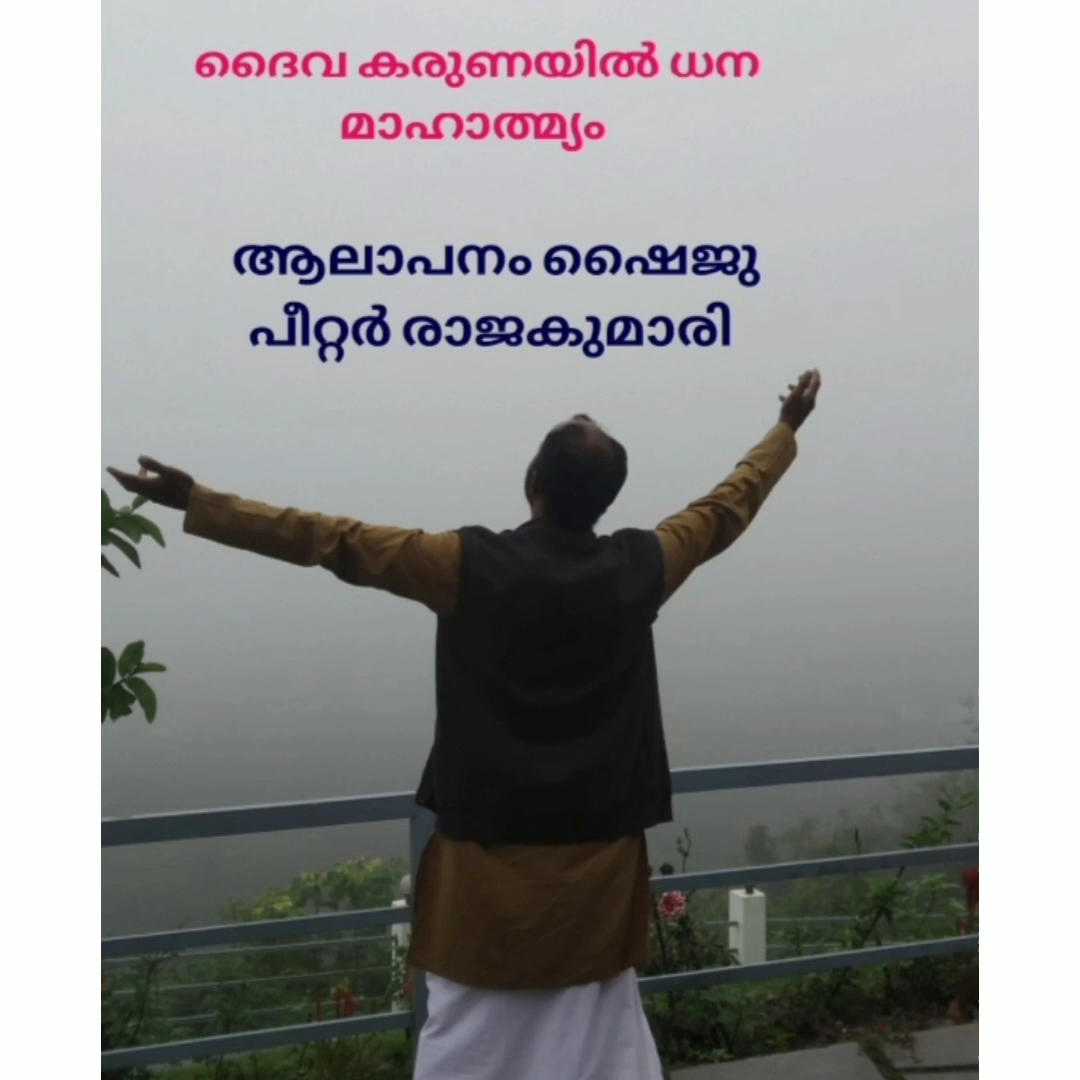 ദൈവ കരുണയിൽ ധന
മാഹാത്മ്യം
ആലാപനം ഷൈജു
പീറ്റർ രാജകുമാരി